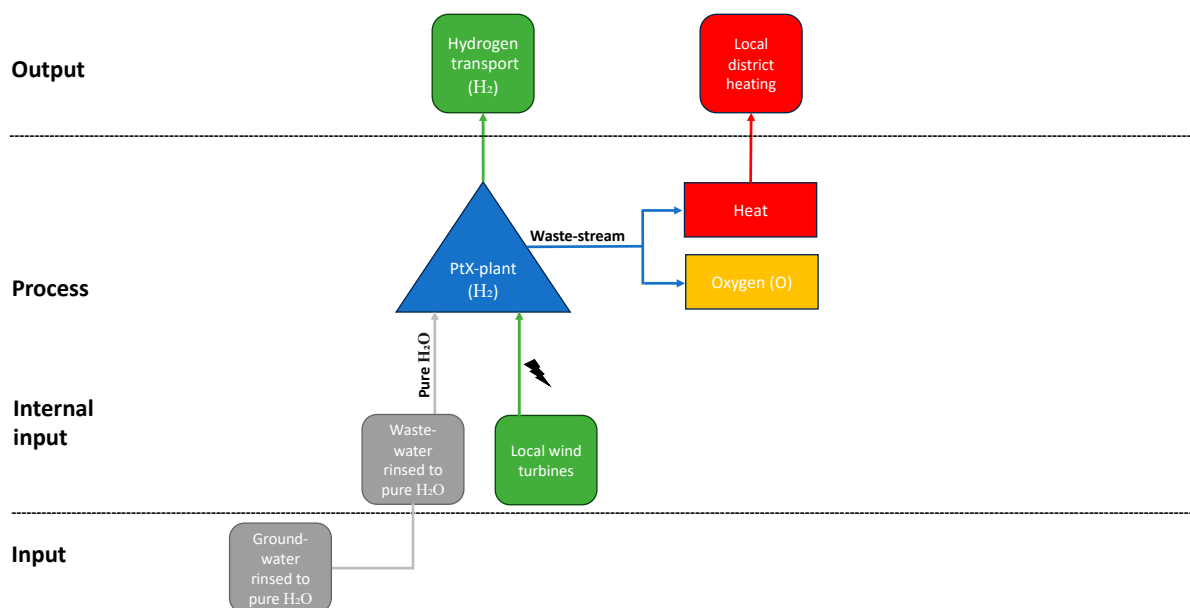 Output
Hydrogen
transport
(H₂)
Local
district
heating
Process
PtX-plant
(H₂)
Waste-stream
Heat
Oxygen (O)
Pure H₂O
Internal
input
Waste-
water
rinsed to
pure H₂O
Local wind
turbines
Input
Ground-
water
rinsed to
pure H₂O